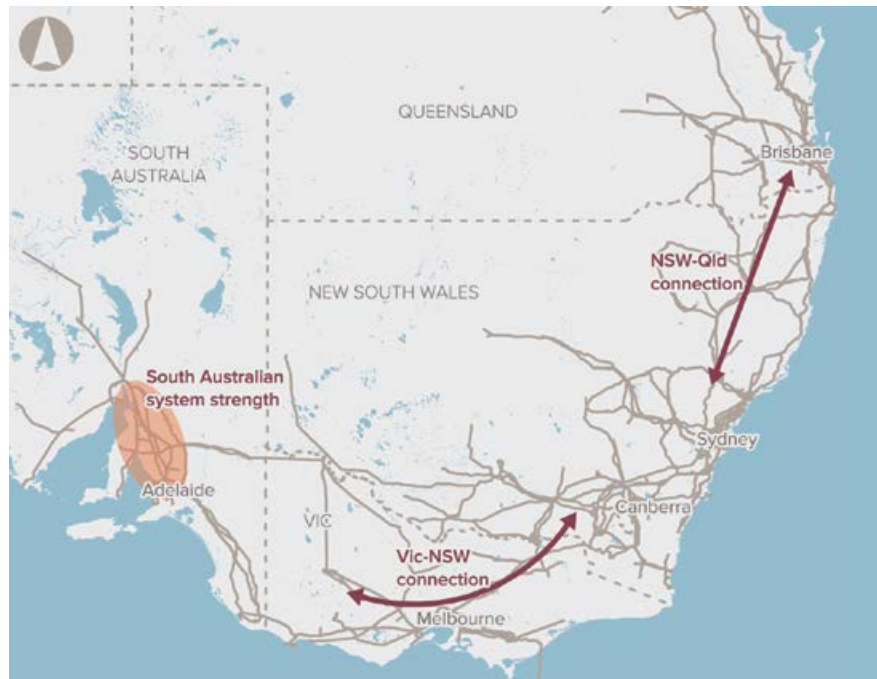 QUEENSLAND
Brisbane
SOUTH
AUSTRALIA
NSW-Qld
connection
NEW SOUTH WALES
South Australian
system strength
Sydney
Adelaide
Canberra
VIC
Vic-NSW
connection
Melbourne